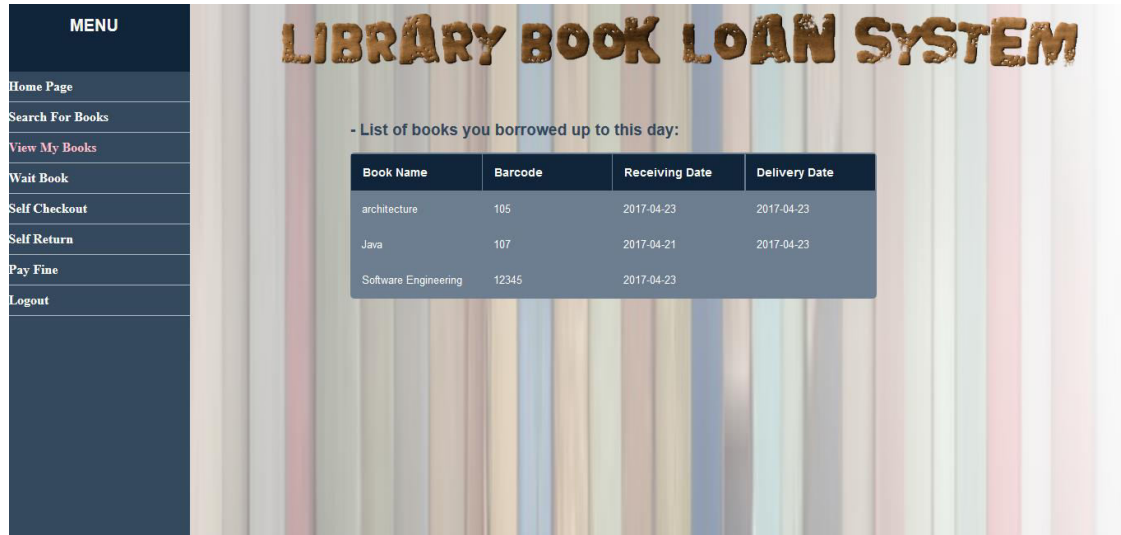 MENU
Home Page
Search For Books
View My Books
Wait Book
Self Checkout
Self Return
Pay Fine
Logout
LIBRARY BOOK LOAN SYSTEM
- List of books you borrowed up to this day:
Book Name Barcode Receiving Date Delivery Date
architecture 105 2017-04-23 2017-04-23
Java 107 2017-04-21 2017-04-23
Software Engineering 12345 2017-04-23